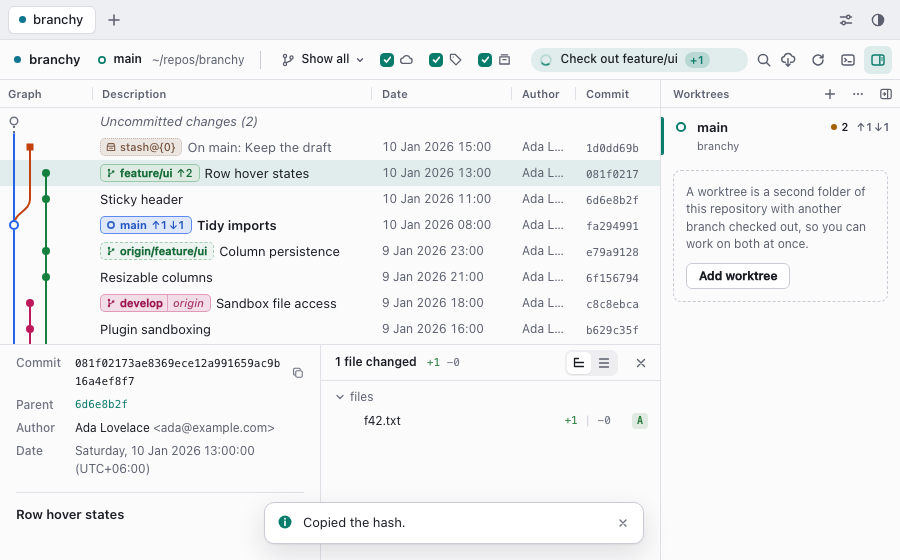 branchy
branchy main ~/repos/branchy Show all Check out feature/ui +1
Graph Description Date Author Commit Worktrees
Uncommitted changes (2)
stash@{0} On main: Keep the draft 10 Jan 2026 15:00 Ada L... 1d0dd69b
feature/ui ↑2 Row hover states 10 Jan 2026 13:00 Ada L... 081f0217
Sticky header 10 Jan 2026 11:00 Ada L... 6d6e8b2f
main ↑1↓1 Tidy imports 10 Jan 2026 08:00 Ada L... fa294991
origin/feature/ui Column persistence 9 Jan 2026 23:00 Ada L... e79a9128
Resizable columns 9 Jan 2026 21:00 Ada L... 6f156794
develop origin Sandbox file access 9 Jan 2026 18:00 Ada L... c8c8ebca
Plugin sandboxing 9 Jan 2026 16:00 Ada L... b629c35f
main 2 ↑1↓1
branchy
A worktree is a second folder of
this repository with another
branch checked out, so you can
work on both at once.
Add worktree
Commit 081f02173ae8369ece12a991659ac9b
16a4ef8f7
Parent 6d6e8b2f
Author Ada Lovelace <ada@example.com>
Date Saturday, 10 Jan 2026 13:00:00
(UTC+06:00)
Row hover states
1 file changed +1 −0
files
f42.txt +1 −0 A
Copied the hash.